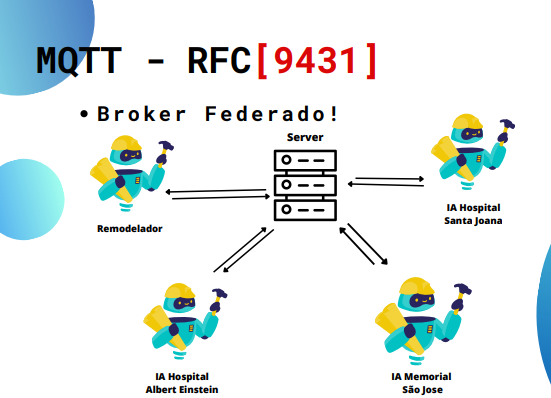 MQTT - RFC[9431]
• Broker Federado!
Server
Remodelador
IA Hospital
Santa Joana
IA Hospital
Albert Einstein
IA Memorial
São Jose